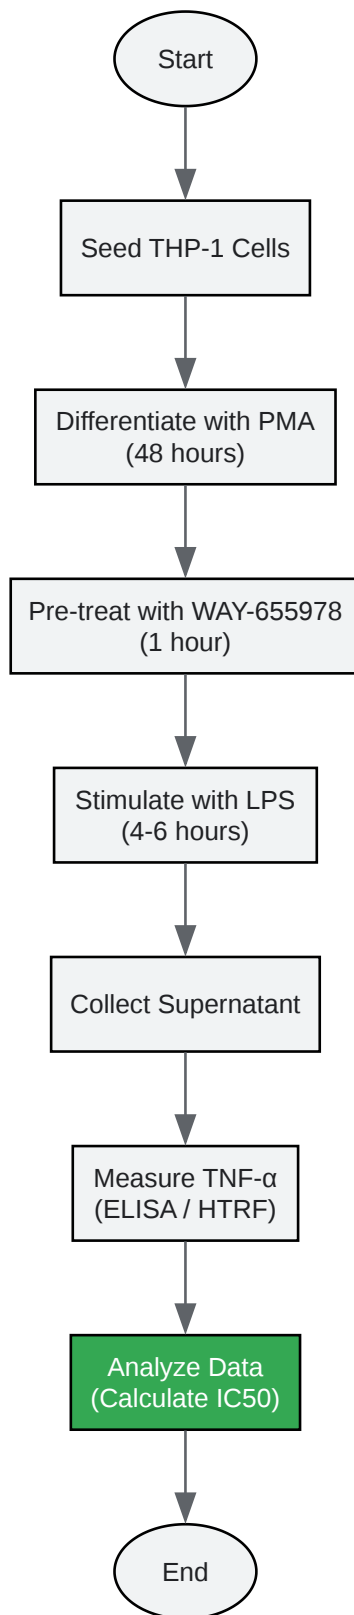 Start
Seed THP-1 Cells
Differentiate with PMA
(48 hours)
Pre-treat with WAY-655978
(1 hour)
Stimulate with LPS
(4-6 hours)
Collect Supernatant
Measure TNF-α
(ELISA / HTRF)
Analyze Data
(Calculate IC50)
End